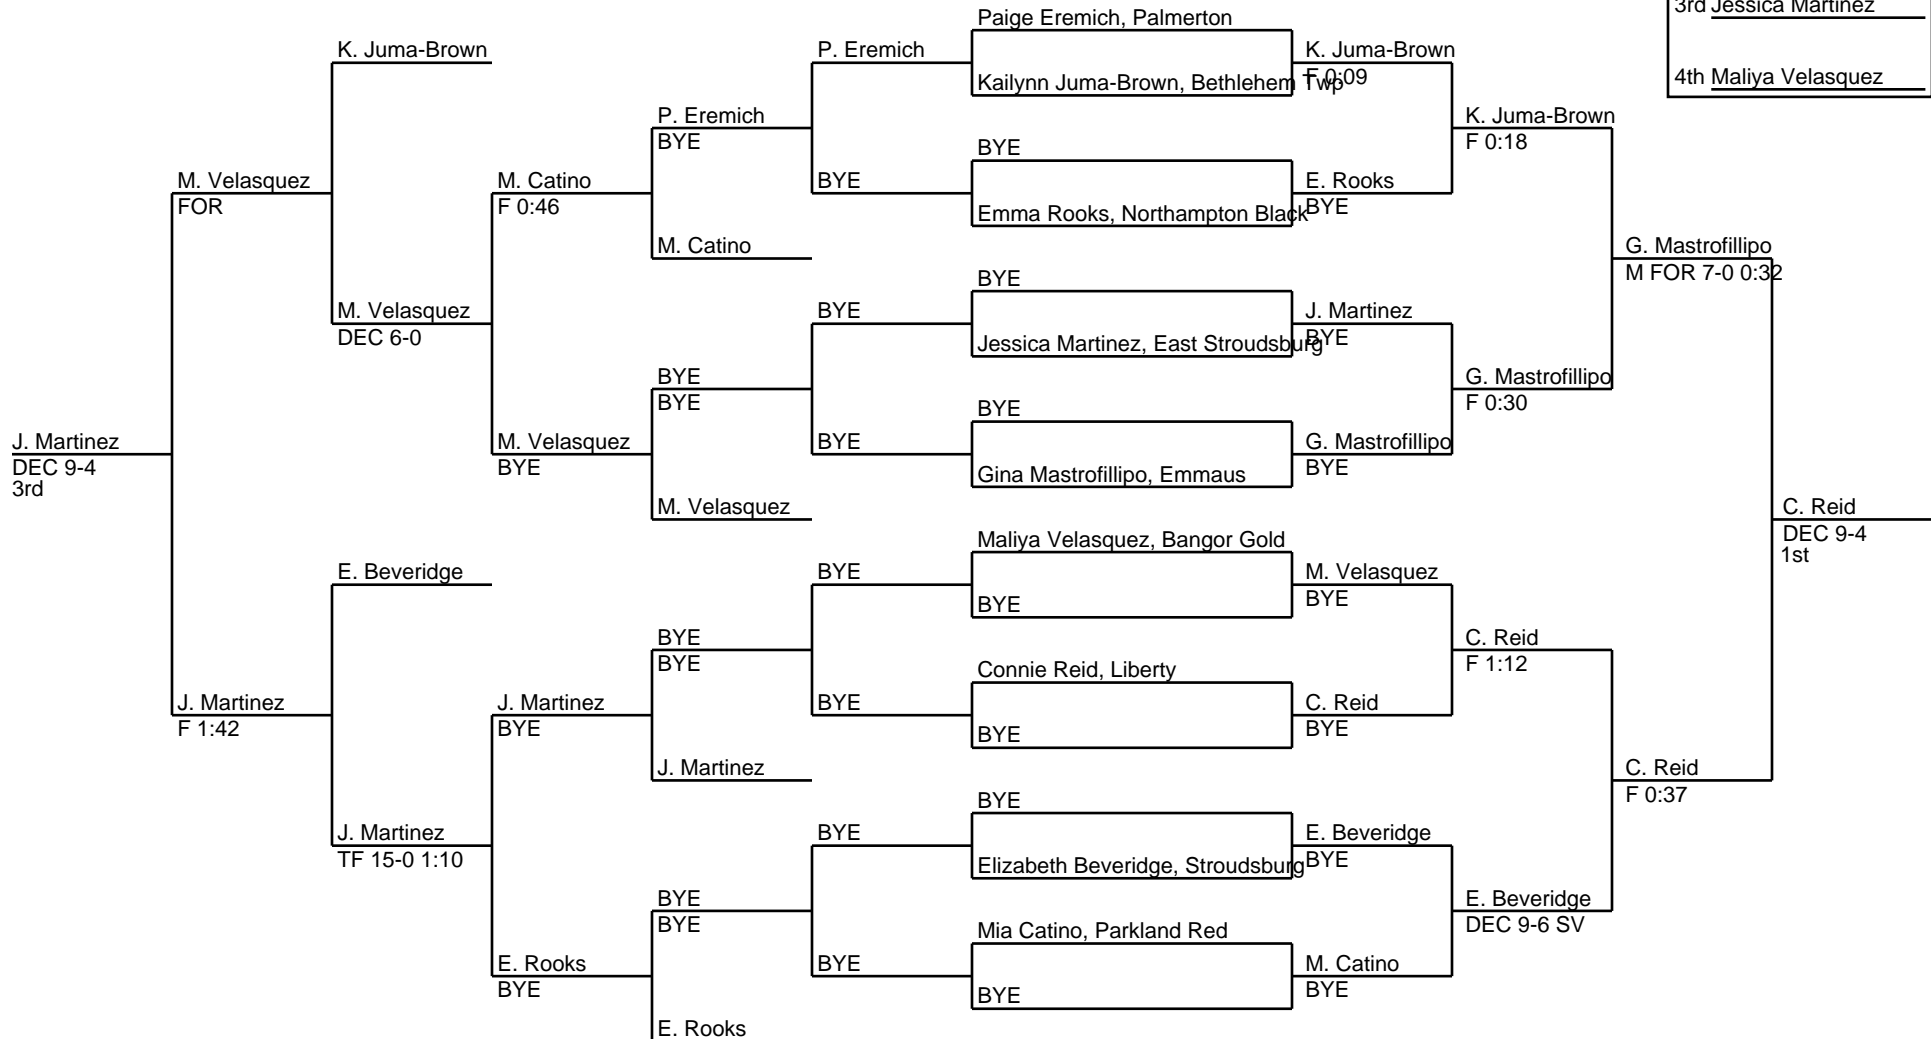 Paige Eremich, Palmerton
3rd Jessica Martinez
K. Juma-Brown
P. Eremich
K. Juma-Brown
Kailynn Juma-Brown, Bethlehem Twp
F 0:09
4th Maliya Velasquez
P. Eremich
BYE
K. Juma-Brown
F 0:18
BYE
M. Velasquez
FOR
M. Catino
F 0:46
BYE
E. Rooks
BYE
Emma Rooks, Northampton Black
M. Catino
G. Mastrofillipo
M FOR 7-0 0:32
BYE
M. Velasquez
DEC 6-0
BYE
J. Martinez
BYE
Jessica Martinez, East Stroudsburg
BYE
BYE
G. Mastrofillipo
F 0:30
BYE
J. Martinez
DEC 9-4
3rd
M. Velasquez
BYE
BYE
G. Mastrofillipo
BYE
Gina Mastrofillipo, Emmaus
M. Velasquez
C. Reid
DEC 9-4
1st
Maliya Velasquez, Bangor Gold
E. Beveridge
BYE
M. Velasquez
BYE
BYE
BYE
BYE
C. Reid
F 1:12
Connie Reid, Liberty
J. Martinez
F 1:42
J. Martinez
BYE
BYE
C. Reid
BYE
BYE
J. Martinez
C. Reid
F 0:37
BYE
J. Martinez
TF 15-0 1:10
BYE
E. Beveridge
BYE
Elizabeth Beveridge, Stroudsburg
BYE
BYE
E. Beveridge
DEC 9-6 SV
Mia Catino, Parkland Red
E. Rooks
BYE
BYE
M. Catino
BYE
BYE
E. Rooks